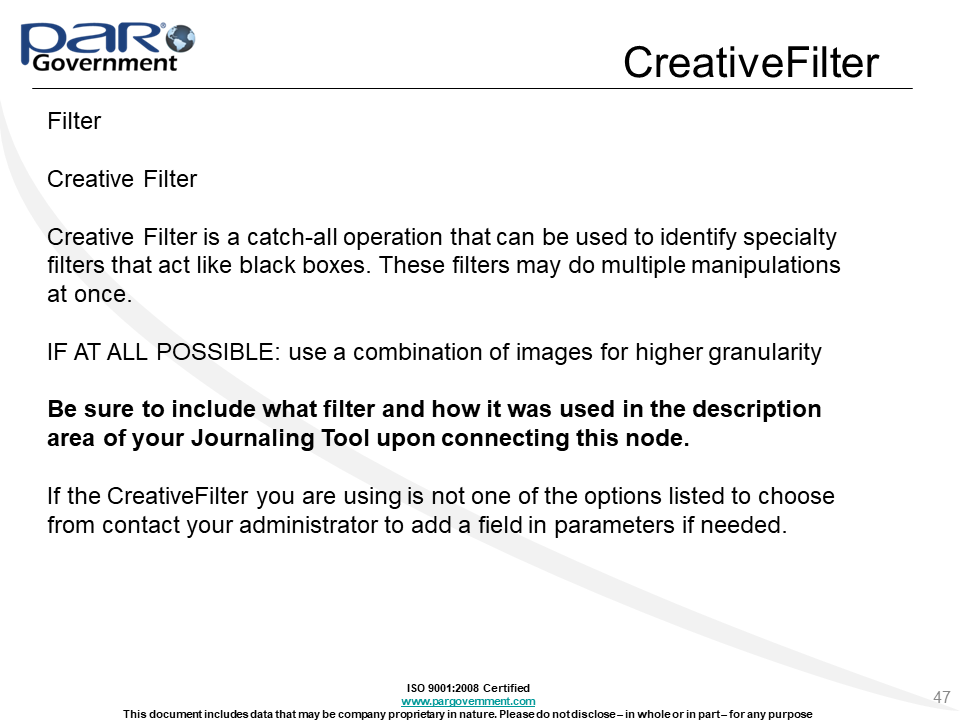 PAR®
Government
CreativeFilter
Filter
Creative Filter
Creative Filter is a catch-all operation that can be used to identify specialty
filters that act like black boxes. These filters may do multiple manipulations
at once.
IF AT ALL POSSIBLE: use a combination of images for higher granularity
Be sure to include what filter and how it was used in the description
area of your Journaling Tool upon connecting this node.
If the CreativeFilter you are using is not one of the options listed to choose
from contact your administrator to add a field in parameters if needed.
ISO 9001:2008 Certified
www.pargovernment.com
This document includes data that may be company proprietary in nature. Please do not disclose – in whole or in part – for any purpose
47